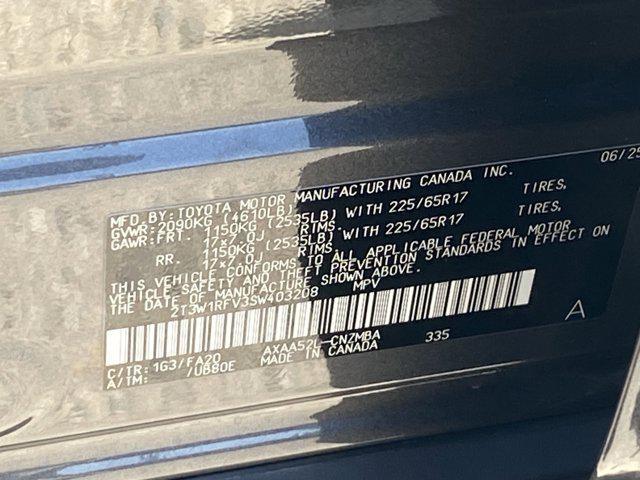 MFD. BY: TOYOTA MOTOR MANUFACTURING CANADA INC. 06/25
GVWR: 2090KG (4610LB)
GAWR: FRT. 1150KG (2535LB) WITH 225/65R17 TIRES,
17x7.0J RIMS.
RR. 1150KG (2535LB) WITH 225/65R17 TIRES,
17x7.0J RIMS.
THIS VEHICLE CONFORMS TO ALL APPLICABLE FEDERAL MOTOR
VEHICLE SAFETY AND THEFT PREVENTION STANDARDS IN EFFECT ON
THE DATE OF MANUFACTURE SHOWN ABOVE.
2T3W1RFV3SW403208 MPV
A
C/TR: 1G3/FA20 AXAA52L-CNZMBA 335
A/TM: /UB80E MADE IN CANADA